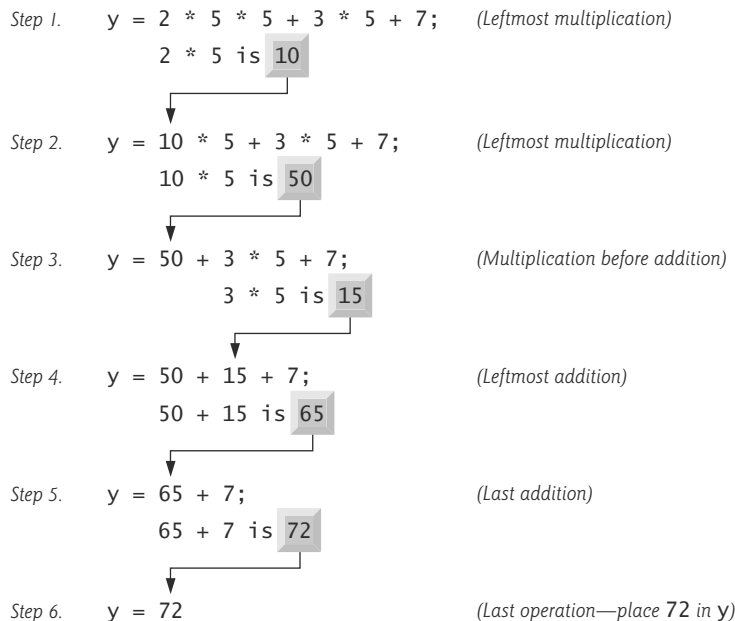 Step 1. y = 2 * 5 * 5 + 3 * 5 + 7; (Leftmost multiplication)
2 * 5 is 10
Step 2. y = 10 * 5 + 3 * 5 + 7; (Leftmost multiplication)
10 * 5 is 50
Step 3. y = 50 + 3 * 5 + 7; (Multiplication before addition)
3 * 5 is 15
Step 4. y = 50 + 15 + 7; (Leftmost addition)
50 + 15 is 65
Step 5. y = 65 + 7; (Last addition)
65 + 7 is 72
Step 6. y = 72 (Last operation—place 72 in y)